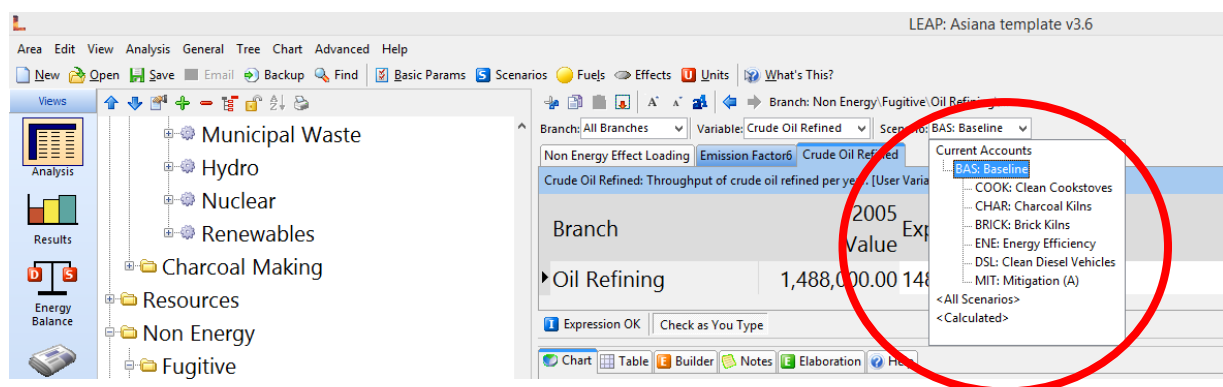 LEAP: Asiana template v3.6
Area Edit View Analysis General Tree Chart Advanced Help
New Open Save Email Backup Find Basic Params Scenarios Fuels Effects Units What's This?
Views
Analysis
Results
Energy Balance
Municipal Waste
Hydro
Nuclear
Renewables
Charcoal Making
Resources
Non Energy
Fugitive
Branch: Non Energy\Fugitive\Oil Refining
Branch: All Branches Variable: Crude Oil Refined Scenario: BAS: Baseline
Non Energy Effect Loading Emission Factor6 Crude Oil Refined
Crude Oil Refined: Throughput of crude oil refined per year. [User Varia
Branch 2005 Value Exp
Oil Refining 1,488,000.00 148
Current Accounts
BAS: Baseline
COOK: Clean Cookstoves
CHAR: Charcoal Kilns
BRICK: Brick Kilns
ENE: Energy Efficiency
DSL: Clean Diesel Vehicles
MIT: Mitigation (A)
<All Scenarios>
<Calculated>
Expression OK Check as You Type
Chart Table Builder Notes Elaboration Help